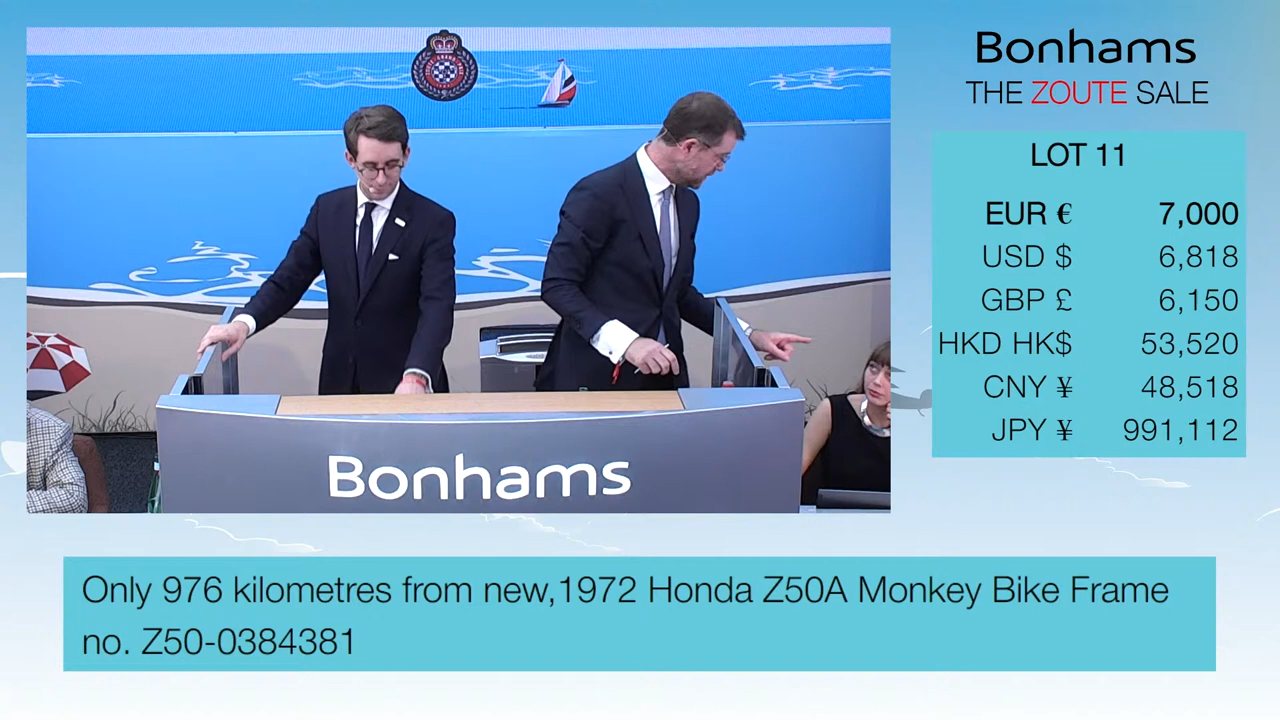 Bonhams
THE ZOUTE SALE
LOT 11
EUR € 7,000
USD $ 6,818
GBP £ 6,150
HKD HK$ 53,520
CNY ¥ 48,518
JPY ¥ 991,112
Bonhams
Only 976 kilometres from new,1972 Honda Z50A Monkey Bike Frame
no. Z50-0384381